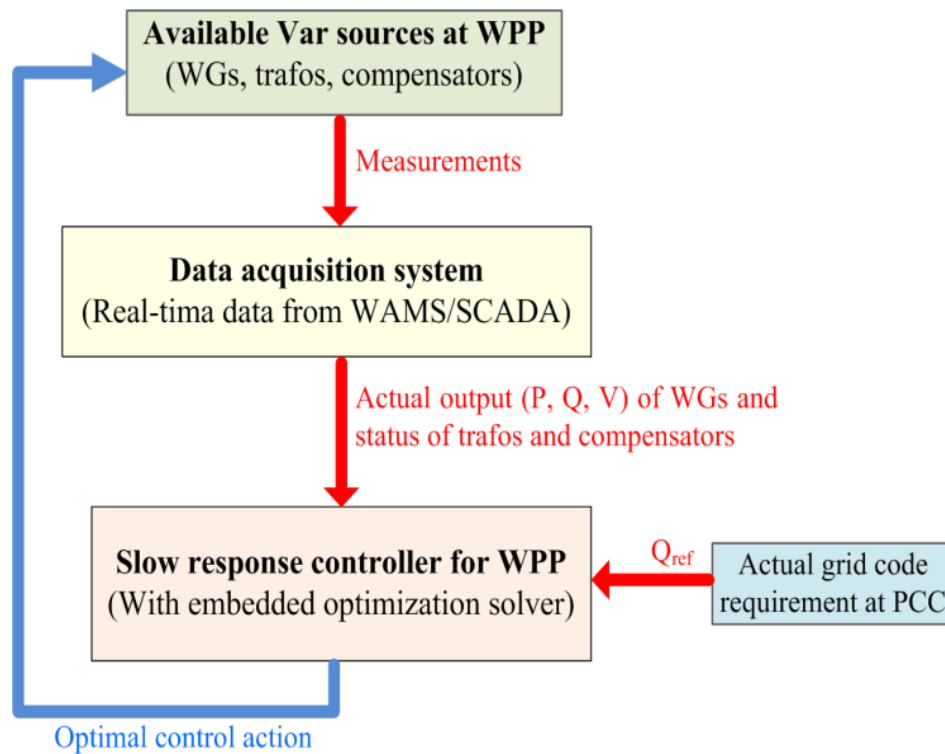 Available Var sources at WPP
(WGs, trafos, compensators)
Measurements
Data acquisition system
(Real-tima data from WAMS/SCADA)
Actual output (P, Q, V) of WGs and
status of trafos and compensators
Slow response controller for WPP
(With embedded optimization solver)
Qref
Actual grid code
requirement at PCC
Optimal control action